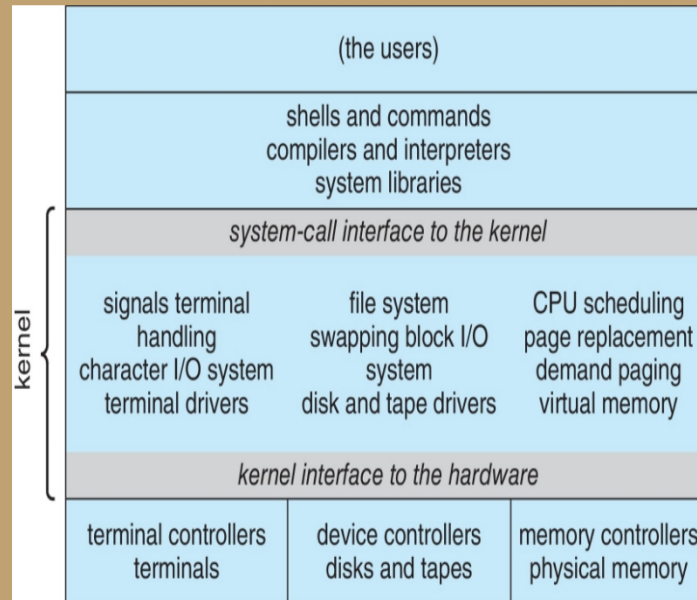 (the users)
shells and commands
compilers and interpreters
system libraries
kernel
system-call interface to the kernel
signals terminal
handling
character I/O system
terminal drivers
file system
swapping block I/O
system
disk and tape drivers
CPU scheduling
page replacement
demand paging
virtual memory
kernel interface to the hardware
terminal controllers
terminals
device controllers
disks and tapes
memory controllers
physical memory